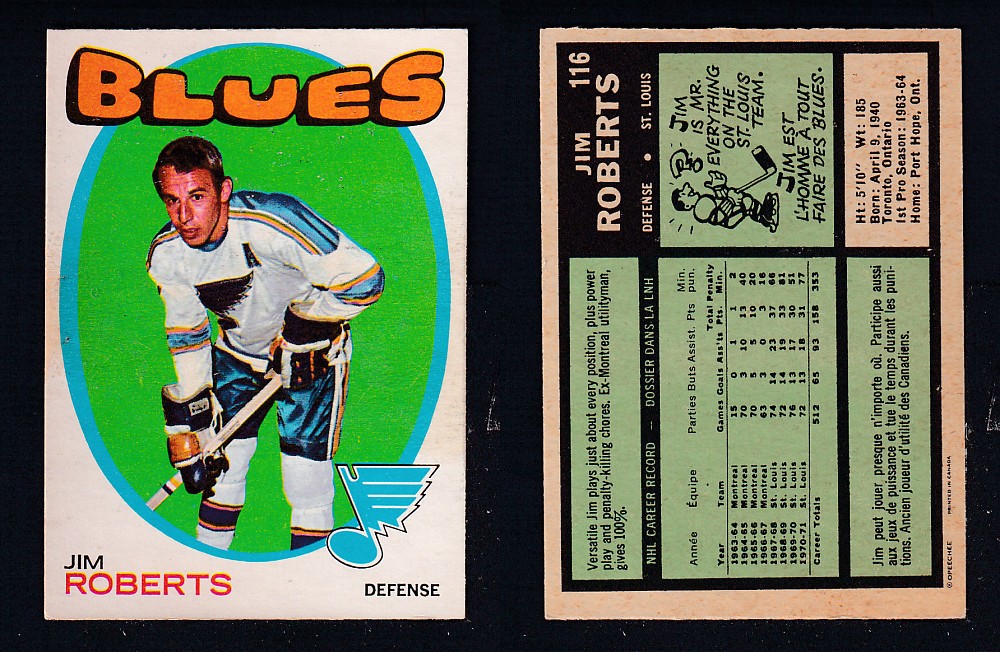 BLUES
A
JIM
ROBERTS
DEFENSE
116
JIM
ROBERTS
DEFENSE • ST. LOUIS
JIM
IS MR.
EVERYTHING
ON THE
ST. LOUIS
TEAM.
JIM EST
L'HOMME À TOUT
FAIRE DES BLUES.
Ht: 5'10" Wt: 185
Born: April 9, 1940
Toronto, Ontario
1st Pro Season: 1963-64
Home: Port Hope, Ont.
Versatile Jim plays just about every position, plus power
play and penalty-killing chores. Ex-Montreal utilityman,
gives 100%.
NHL CAREER RECORD — DOSSIER DANS LA LNH
Année Équipe Parties Buts Assist. Pts Min. pun.
Year Team Games Goals Ass'ts Total Pts. Penalty Min.
1963-64 Montreal 15 0 1 1 2
1964-65 Montreal 70 3 10 13 40
1965-66 Montreal 70 5 5 10 20
1966-67 Montreal 63 3 0 3 16
1967-68 St. Louis 74 14 23 37 66
1968-69 St. Louis 72 14 19 33 81
1969-70 St. Louis 76 13 17 30 51
1970-71 St. Louis 72 13 18 31 77
Career Totals 512 65 93 158 353
Jim peut jouer presque n'importe où. Participe aussi
aux jeux de puissance et tue le temps durant les puni-
tions. Ancien joueur d'utilité des Canadiens.
© OPEECHEE PRINTED IN CANADA